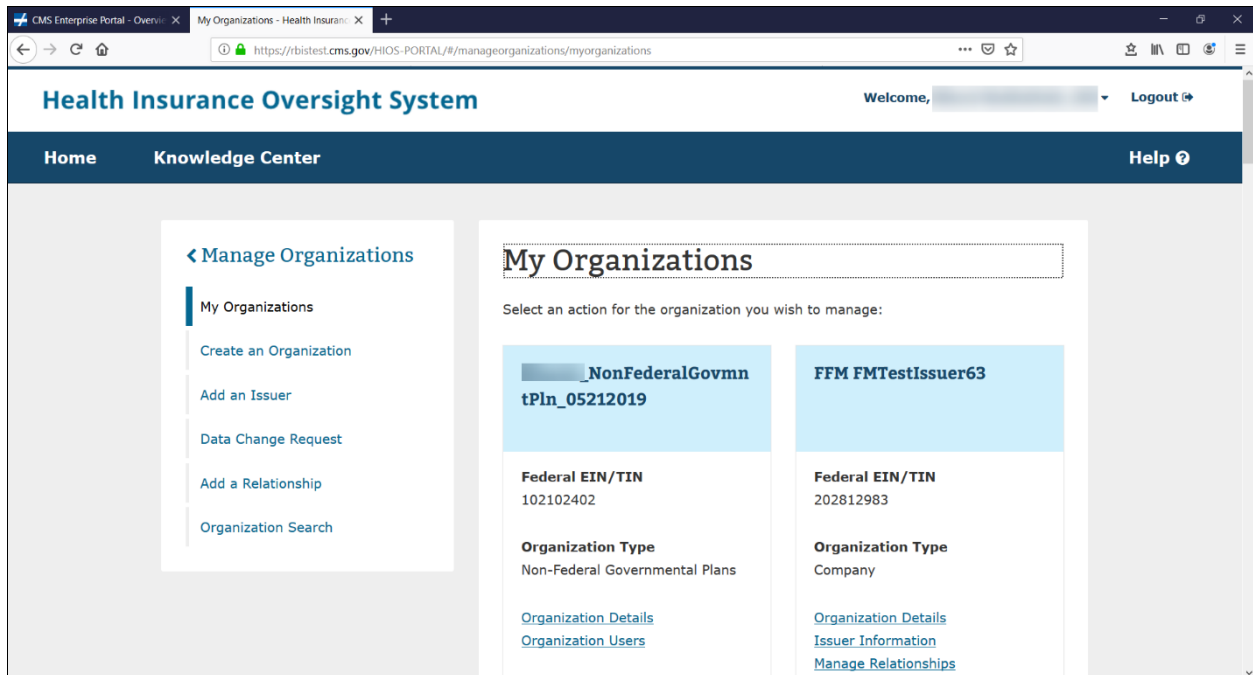 CMS Enterprise Portal - Overvie
My Organizations - Health Insuranc
https://rbistest.cms.gov/HIOS-PORTAL/#/manageorganizations/myorganizations
Health Insurance Oversight System
Welcome,
Logout
Home
Knowledge Center
Help
Manage Organizations
My Organizations
Create an Organization
Add an Issuer
Data Change Request
Add a Relationship
Organization Search
My Organizations
Select an action for the organization you wish to manage:
_NonFederalGovmn
tPln_05212019
Federal EIN/TIN
102102402
Organization Type
Non-Federal Governmental Plans
Organization Details
Organization Users
FFM FMTestIssuer63
Federal EIN/TIN
202812983
Organization Type
Company
Organization Details
Issuer Information
Manage Relationships